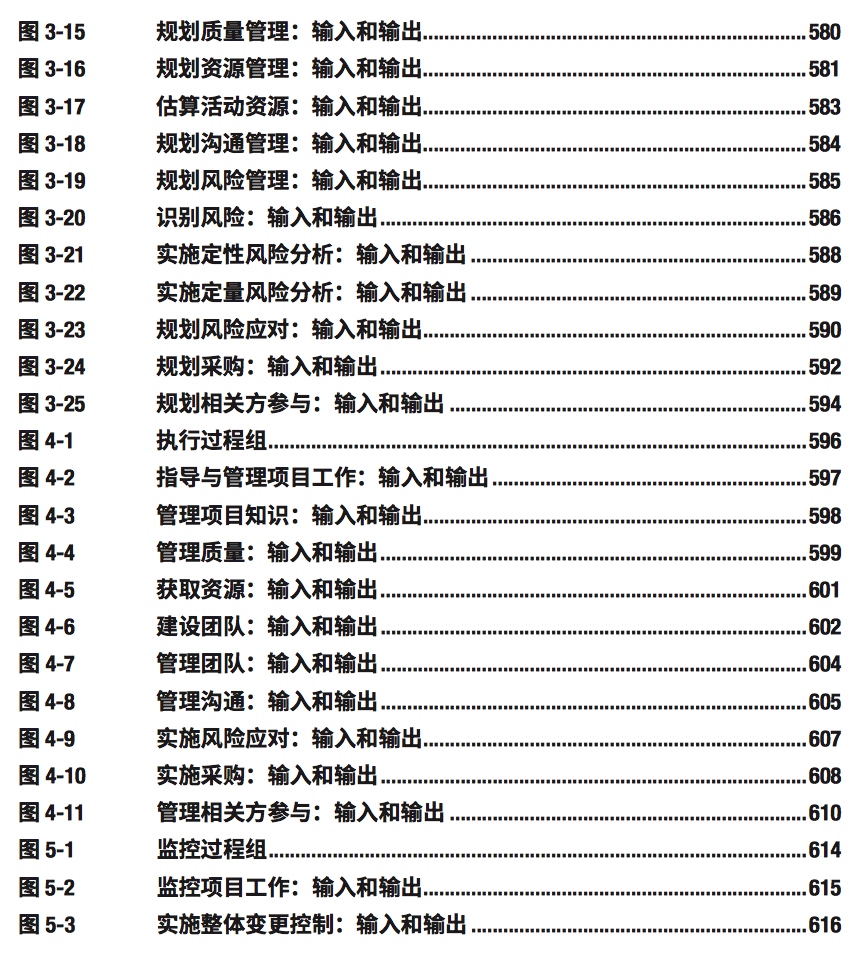 图 3-15 规划质量管理：输入和输出........................................................580
图 3-16 规划资源管理：输入和输出........................................................581
图 3-17 估算活动资源：输入和输出........................................................583
图 3-18 规划沟通管理：输入和输出........................................................584
图 3-19 规划风险管理：输入和输出........................................................585
图 3-20 识别风险：输入和输出........................................................586
图 3-21 实施定性风险分析：输入和输出........................................................588
图 3-22 实施定量风险分析：输入和输出........................................................589
图 3-23 规划风险应对：输入和输出........................................................590
图 3-24 规划采购：输入和输出........................................................592
图 3-25 规划相关方参与：输入和输出........................................................594
图 4-1 执行过程组........................................................596
图 4-2 指导与管理项目工作：输入和输出........................................................597
图 4-3 管理项目知识：输入和输出........................................................598
图 4-4 管理质量：输入和输出........................................................599
图 4-5 获取资源：输入和输出........................................................601
图 4-6 建设团队：输入和输出........................................................602
图 4-7 管理团队：输入和输出........................................................604
图 4-8 管理沟通：输入和输出........................................................605
图 4-9 实施风险应对：输入和输出........................................................607
图 4-10 实施采购：输入和输出........................................................608
图 4-11 管理相关方参与：输入和输出........................................................610
图 5-1 监控过程组........................................................614
图 5-2 监控项目工作：输入和输出........................................................615
图 5-3 实施整体变更控制：输入和输出........................................................616